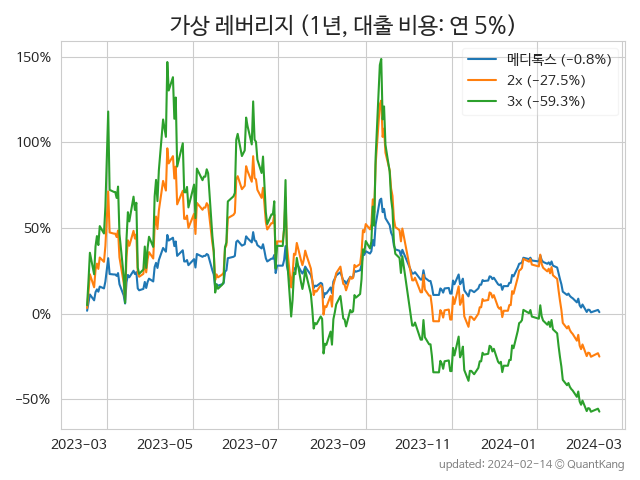 가상 레버리지 (1년, 대출 비용: 연 5%)
메디톡스 (−0.8%)
2x (−27.5%)
3x (−59.3%)
150%
100%
50%
0%
−50%
2023-03 2023-05 2023-07 2023-09 2023-11 2024-01 2024-03
updated: 2024-02-14 © QuantKang